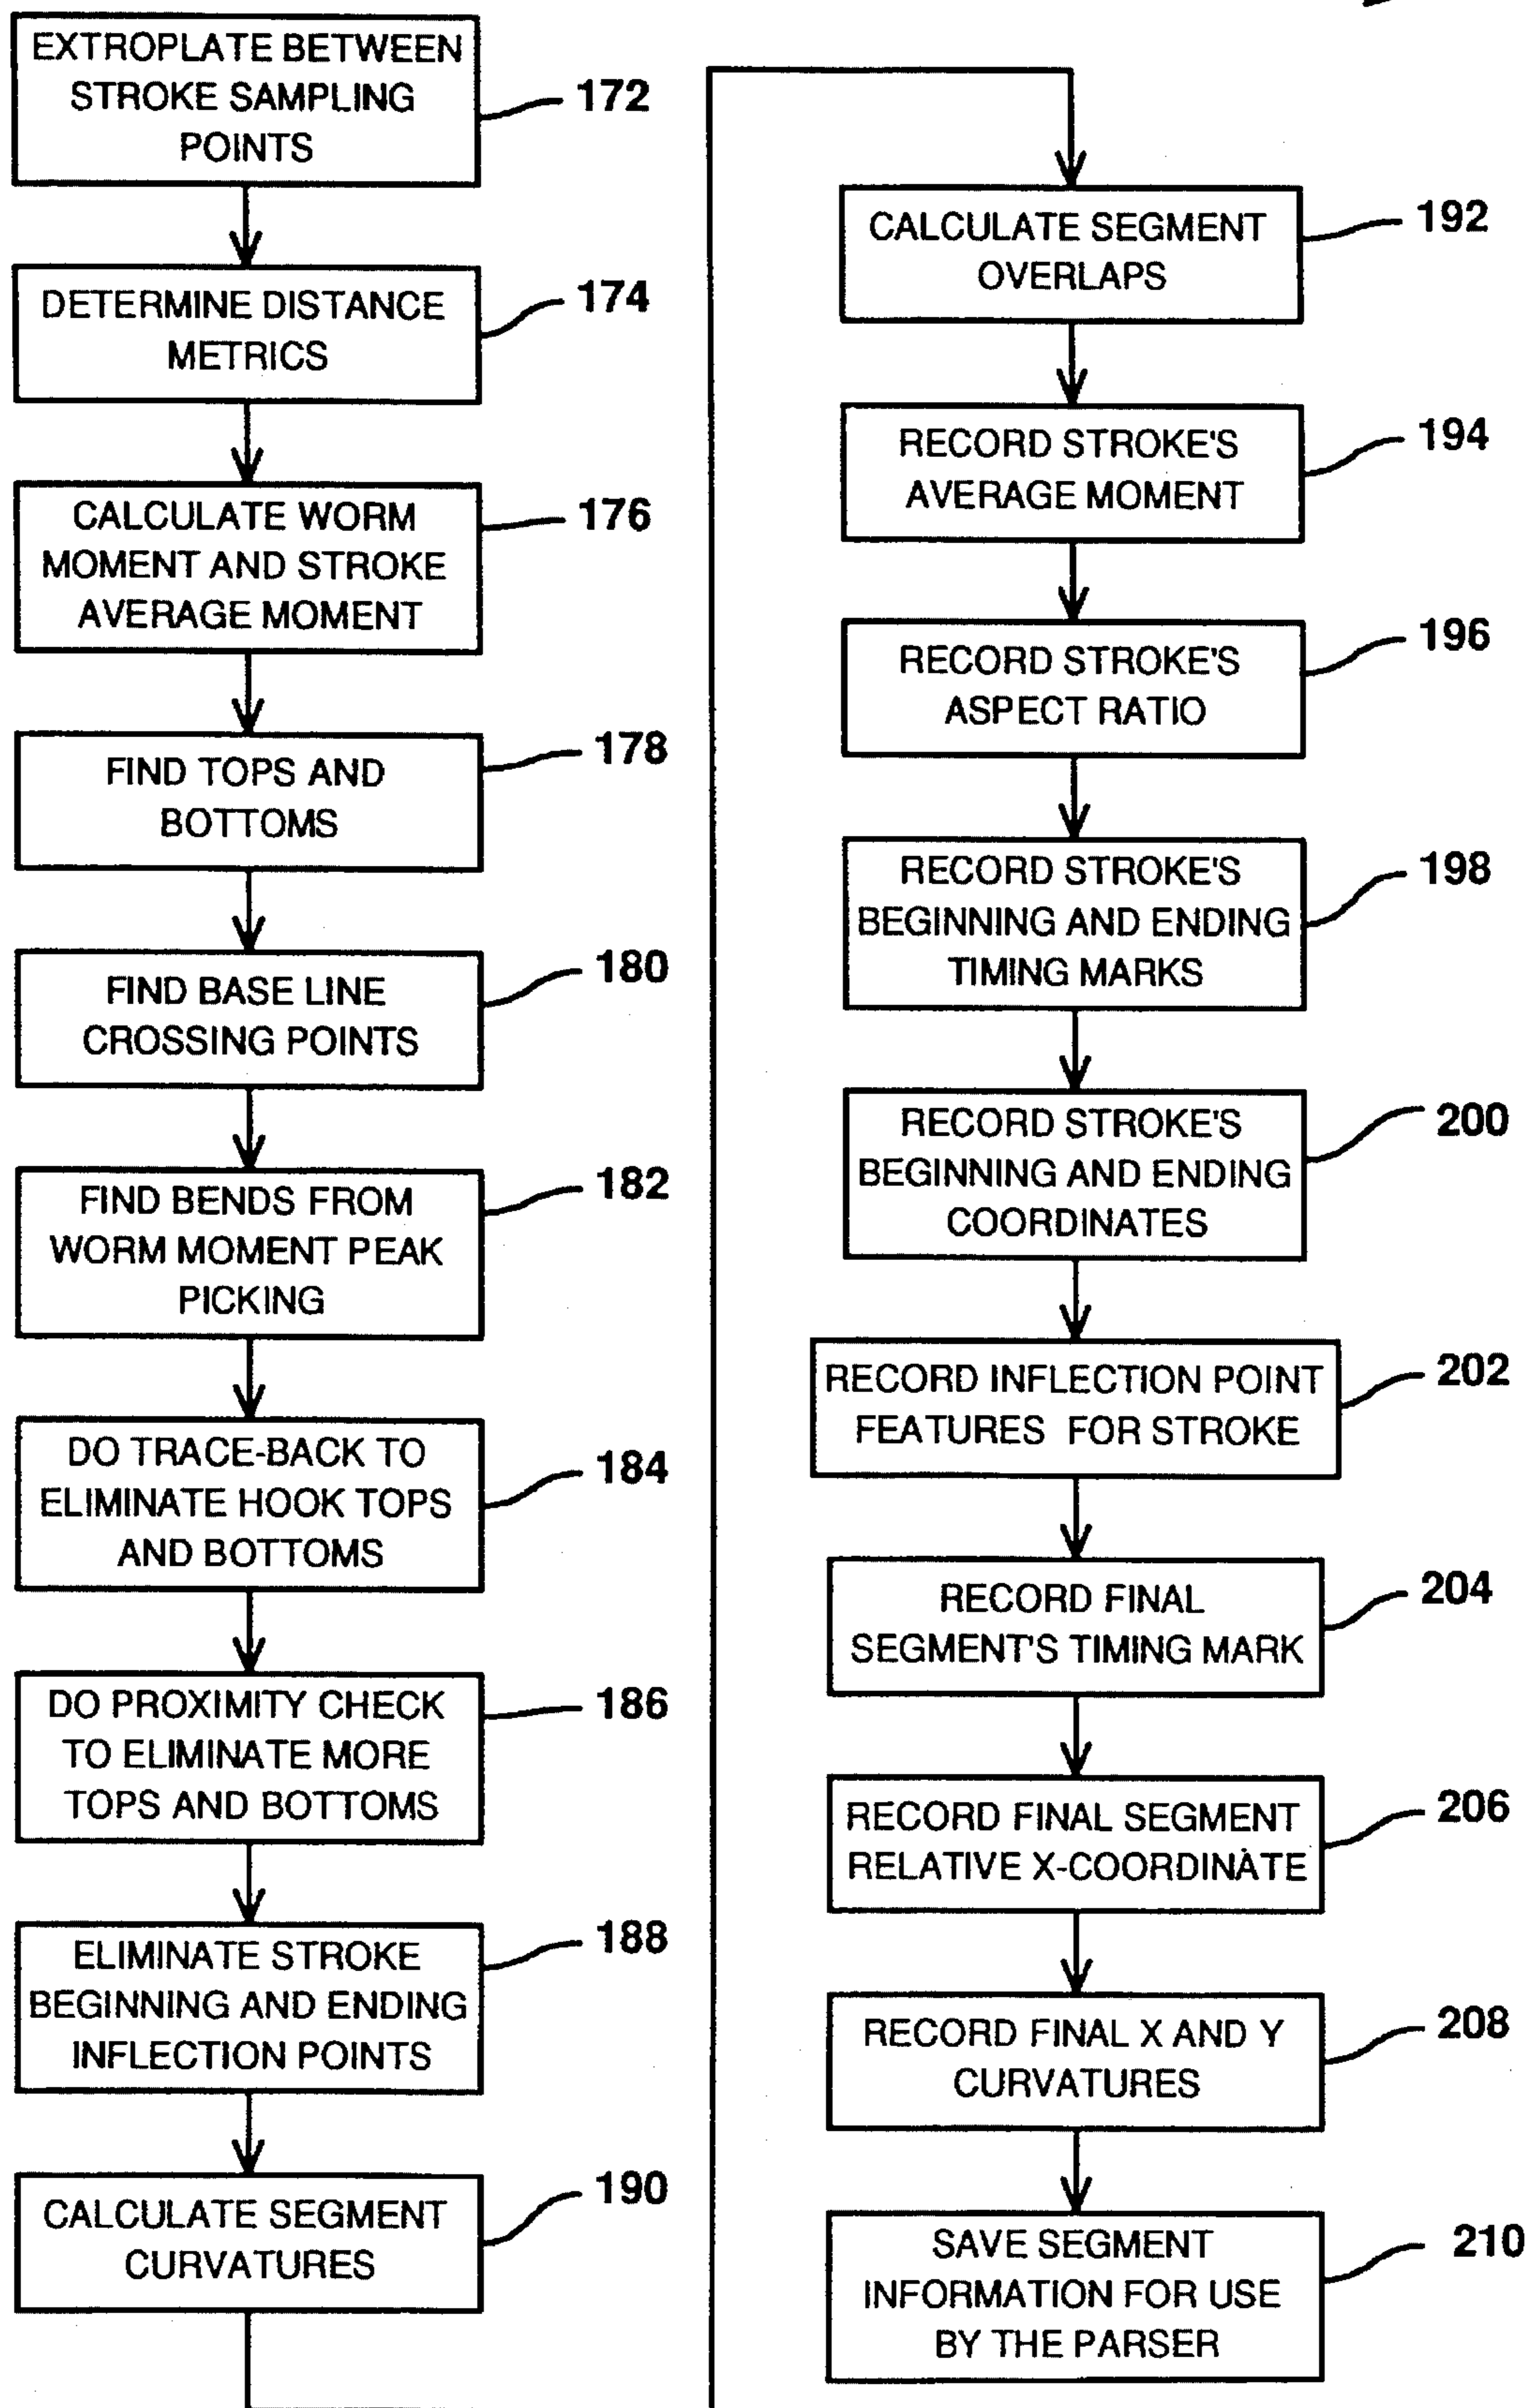 EXTROPLATE BETWEEN
STROKE SAMPLING
POINTS
172
DETERMINE DISTANCE
METRICS
174
CALCULATE WORM
MOMENT AND STROKE
AVERAGE MOMENT
176
FIND TOPS AND
BOTTOMS
178
FIND BASE LINE
CROSSING POINTS
180
FIND BENDS FROM
WORM MOMENT PEAK
PICKING
182
DO TRACE-BACK TO
ELIMINATE HOOK TOPS
AND BOTTOMS
184
DO PROXIMITY CHECK
TO ELIMINATE MORE
TOPS AND BOTTOMS
186
ELIMINATE STROKE
BEGINNING AND ENDING
INFLECTION POINTS
188
CALCULATE SEGMENT
CURVATURES
190
CALCULATE SEGMENT
OVERLAPS
192
RECORD STROKE'S
AVERAGE MOMENT
194
RECORD STROKE'S
ASPECT RATIO
196
RECORD STROKE'S
BEGINNING AND ENDING
TIMING MARKS
198
RECORD STROKE'S
BEGINNING AND ENDING
COORDINATES
200
RECORD INFLECTION POINT
FEATURES FOR STROKE
202
RECORD FINAL
SEGMENT'S TIMING MARK
204
RECORD FINAL SEGMENT
RELATIVE X-COORDINATE
206
RECORD FINAL X AND Y
CURVATURES
208
SAVE SEGMENT
INFORMATION FOR USE
BY THE PARSER
210